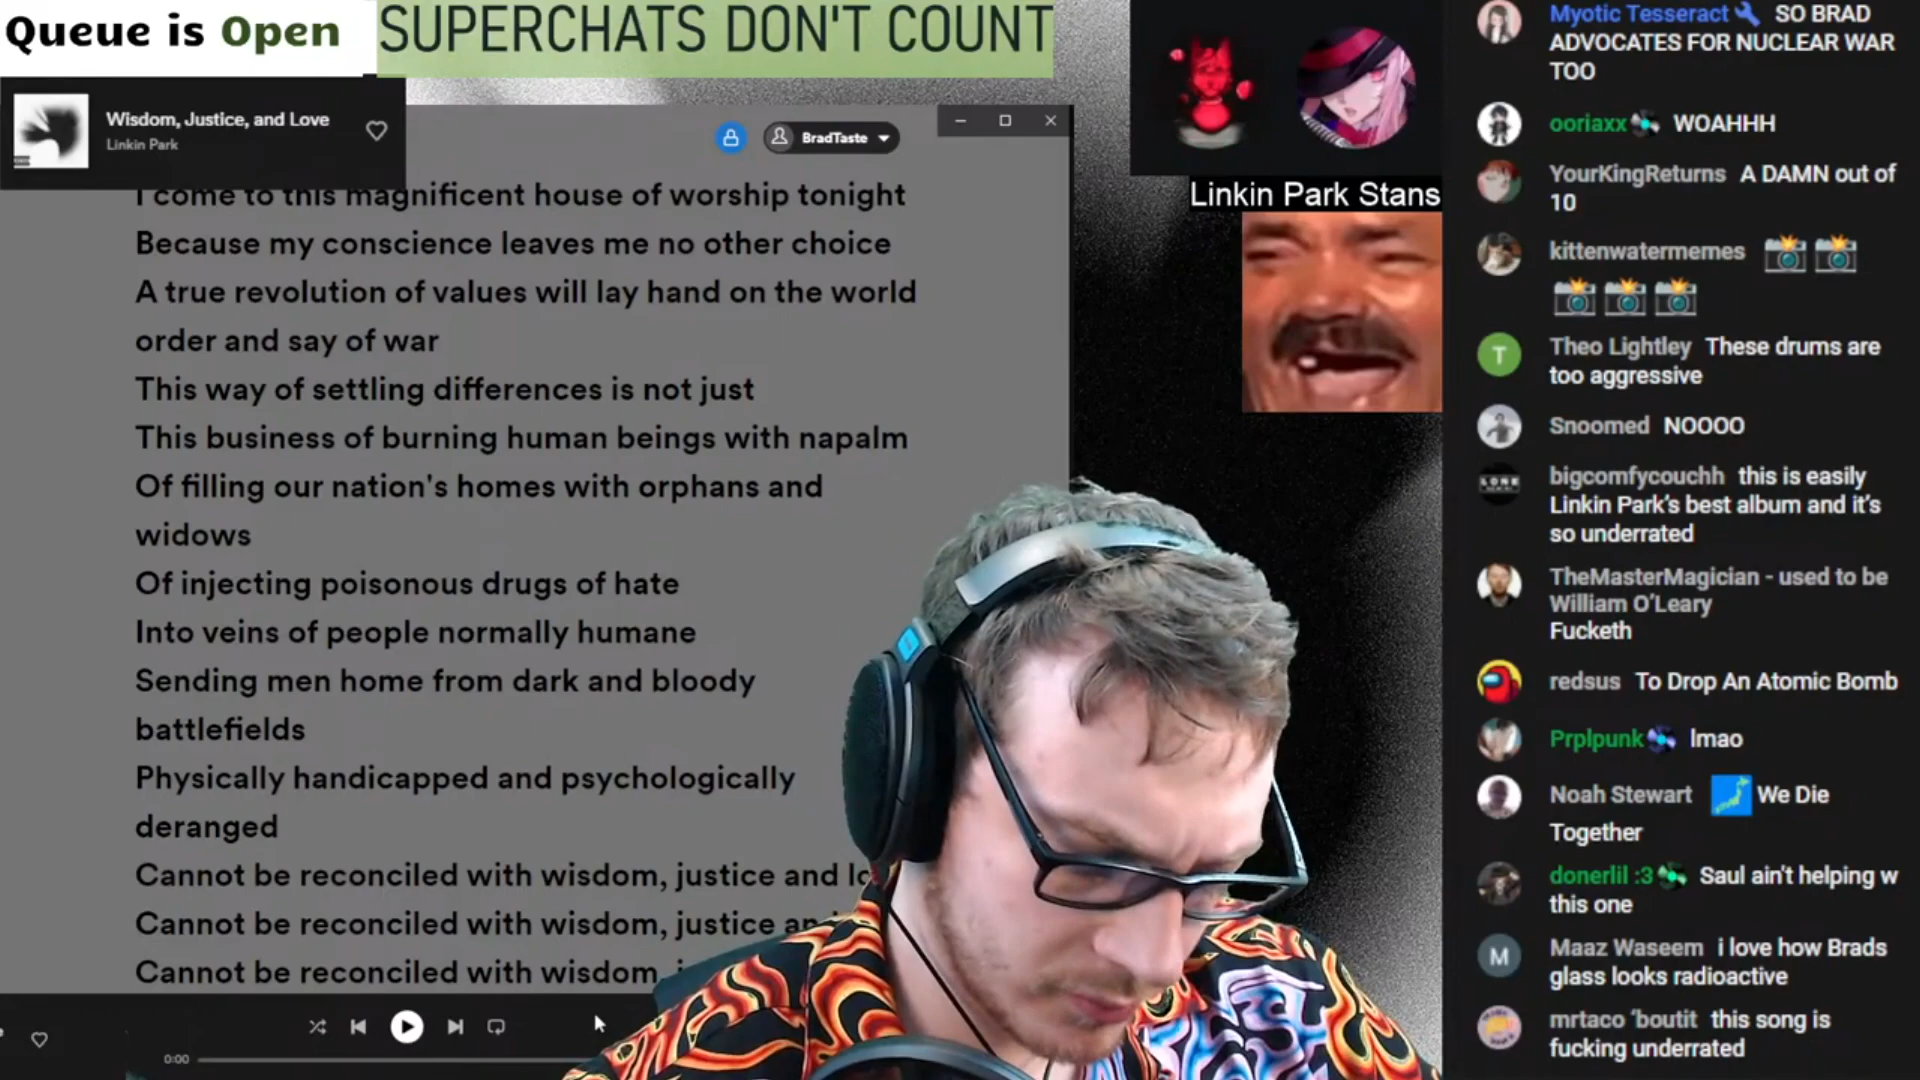 Queue is Open
SUPERCHATS DON'T COUNT
Wisdom, Justice, and Love
Linkin Park
BradTaste
I come to this magnificent house of worship tonight
Because my conscience leaves me no other choice
A true revolution of values will lay hand on the world
order and say of war
This way of settling differences is not just
This business of burning human beings with napalm
Of filling our nation's homes with orphans and
widows
Of injecting poisonous drugs of hate
Into veins of people normally humane
Sending men home from dark and bloody
battlefields
Physically handicapped and psychologically
deranged
Cannot be reconciled with wisdom, justice and lo
Cannot be reconciled with wisdom, justice an
Cannot be reconciled with wisdom,
0:00
Linkin Park Stans
Myotic Tesseract SO BRAD
ADVOCATES FOR NUCLEAR WAR
TOO
ooriaxx WOAHHH
YourKingReturns A DAMN out of
10
kittenwatermemes
T
Theo Lightley These drums are
too aggressive
Snoomed NOOOO
bigcomfycouchh this is easily
Linkin Park's best album and it's
so underrated
TheMasterMagician - used to be
William O'Leary
Fucketh
redsus To Drop An Atomic Bomb
Prplpunk lmao
Noah Stewart We Die
Together
donerlil :3 Saul ain't helping w
this one
M
Maaz Waseem i love how Brads
glass looks radioactive
mrtaco 'boutit this song is
fucking underrated